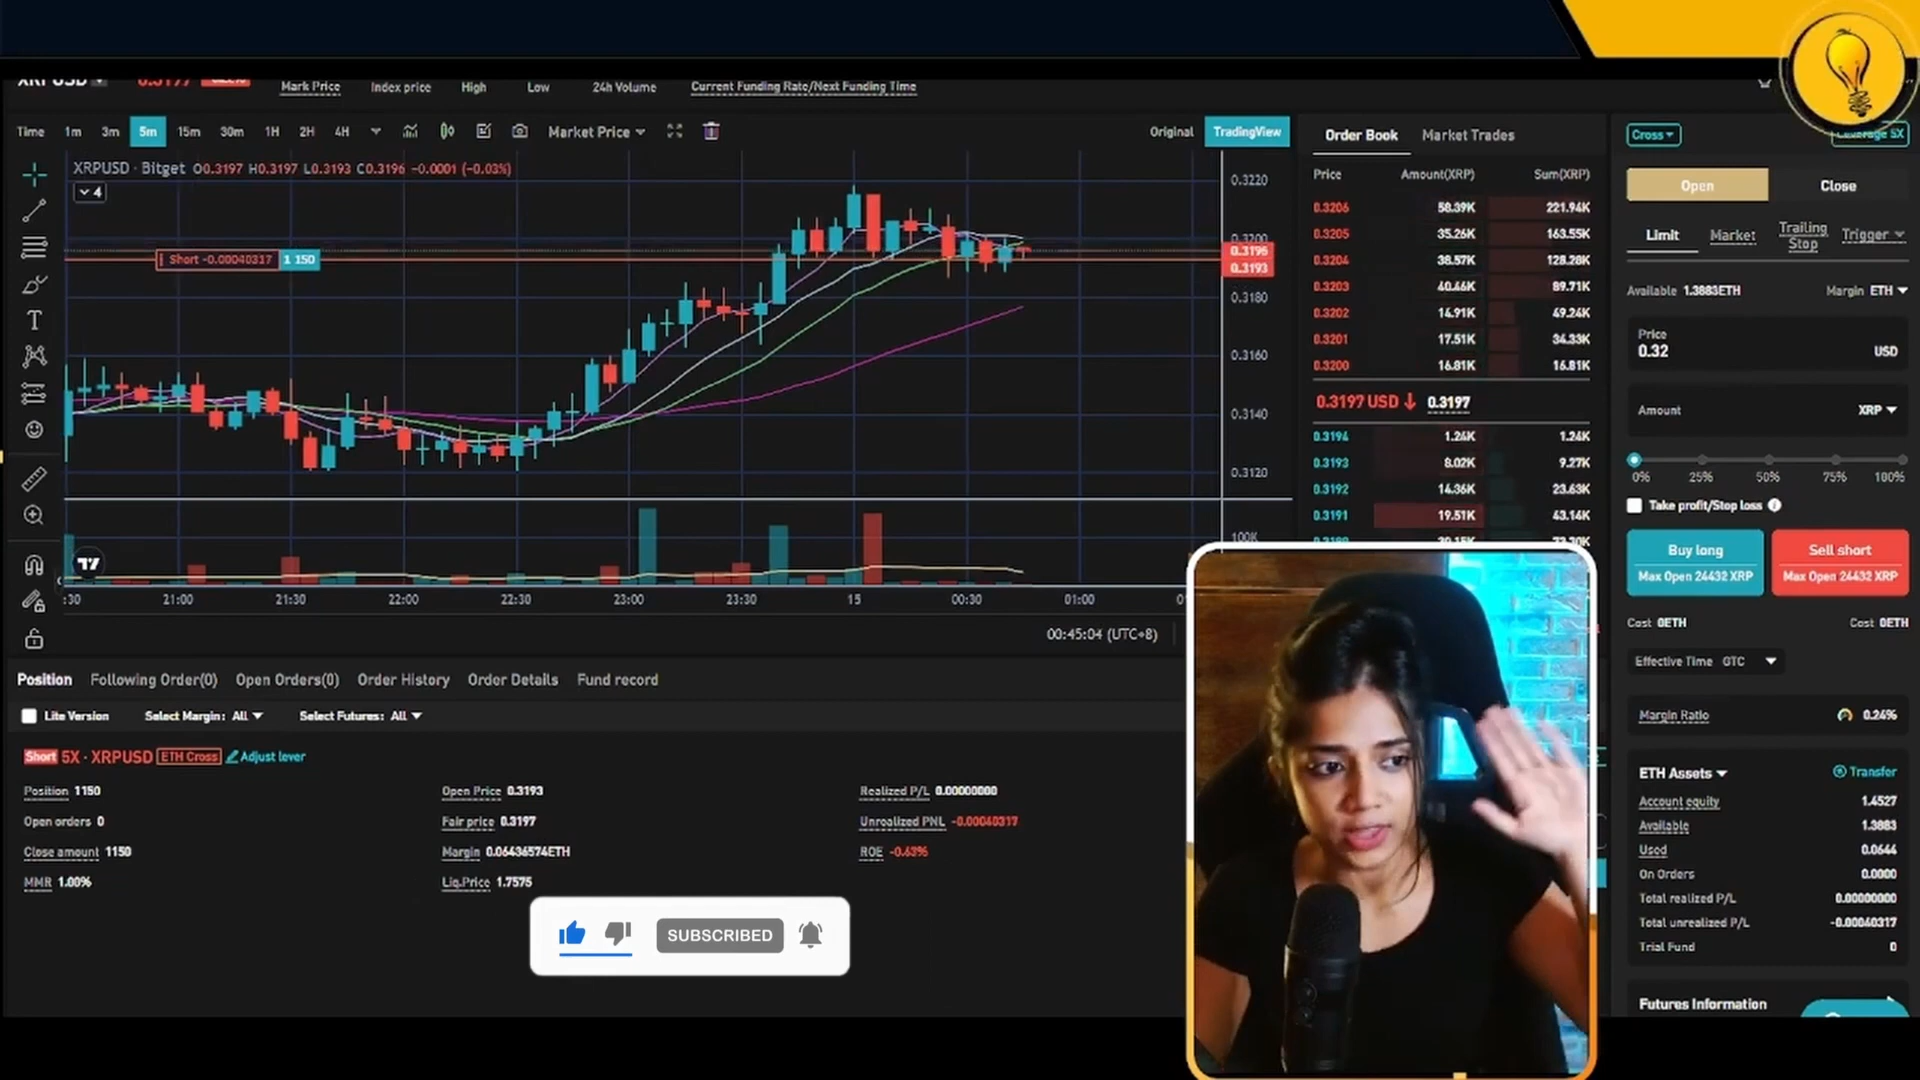 XRPUSD 0.3197
Mark Price Index price High Low 24h Volume Current Funding Rate/Next Funding Time
Time 1m 3m 5m 15m 30m 1H 2H 4H Market Price Original TradingView
XRPUSD · Bitget O0.3197 H0.3197 L0.3193 C0.3196 -0.0001 (-0.03%)
4
Short -0.00040317 1 150
0.3220
0.3200
0.3196
0.3193
0.3180
0.3160
0.3140
0.3120
100K
:30 21:00 21:30 22:00 22:30 23:00 23:30 15 00:30 01:00
00:45:04 (UTC+8)
Order Book Market Trades
Price Amount(XRP) Sum(XRP)
0.3206 58.39K 221.94K
0.3205 35.26K 163.55K
0.3204 38.57K 128.28K
0.3203 40.46K 89.71K
0.3202 14.91K 49.24K
0.3201 17.51K 34.33K
0.3200 16.81K 16.81K
0.3197 USD ↓ 0.3197
0.3194 1.24K 1.24K
0.3193 8.02K 9.27K
0.3192 14.36K 23.63K
0.3191 19.51K 43.14K
Cross Leverage 5X
Open Close
Limit Market Trailing Stop Trigger
Available 1.3883ETH Margin ETH
Price
0.32 USD
Amount XRP
0% 25% 50% 75% 100%
Take profit/Stop loss
Buy long Sell short
Max Open 24432 XRP Max Open 24432 XRP
Cost 0ETH Cost 0ETH
Effective Time GTC
Margin Ratio 0.24%
ETH Assets Transfer
Account equity 1.4527
Available 1.3883
Used 0.0644
On Orders 0.0000
Total realized P/L 0.00000000
Total unrealized P/L -0.00040317
Trial Fund 0
Futures Information
Position Following Order(0) Open Orders(0) Order History Order Details Fund record
Lite Version Select Margin: All Select Futures: All
Short 5X · XRPUSD ETH Cross Adjust lever
Position 1150 Open Price 0.3193 Realized P/L 0.00000000
Open orders 0 Fair price 0.3197 Unrealized PNL -0.00040317
Close amount 1150 Margin 0.06436574ETH ROE -0.63%
MMR 1.00% Liq.Price 1.7575
SUBSCRIBED